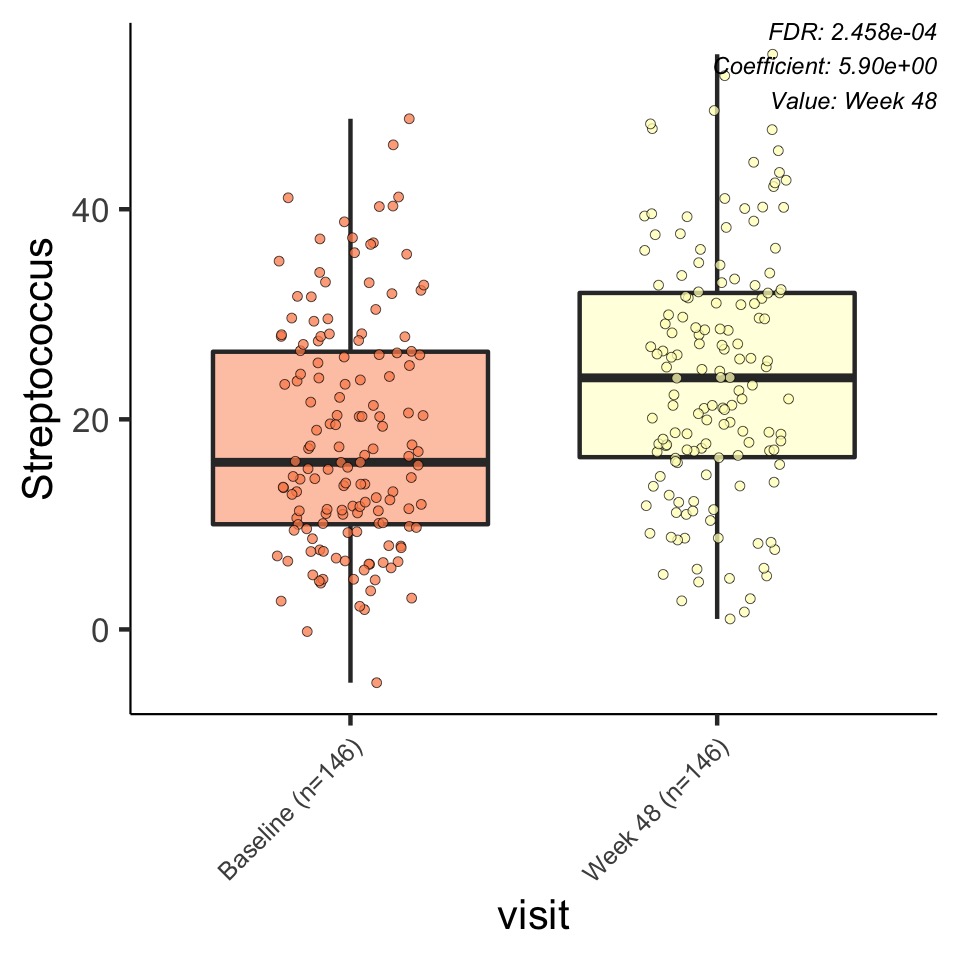 FDR: 2.458e-04
Coefficient: 5.90e+00
Value: Week 48
Streptococcus
40
20
0
Baseline (n=146)
Week 48 (n=146)
visit